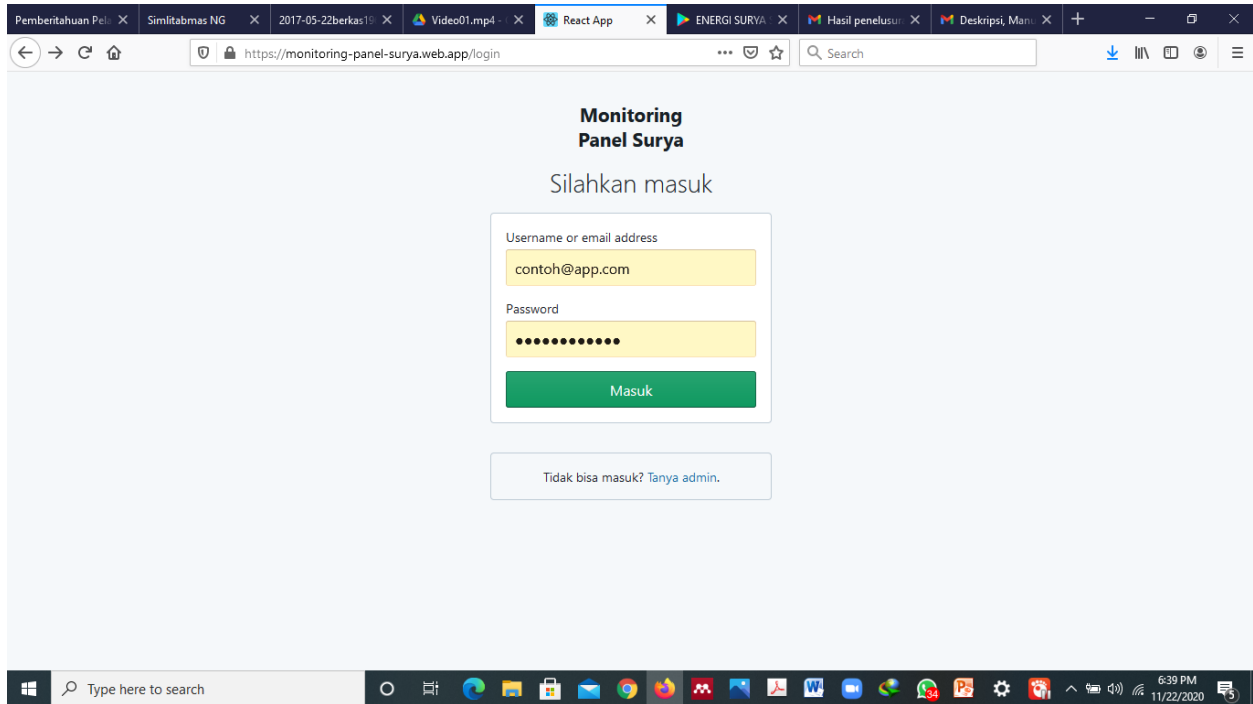 Pemberitahuan Pela
Simlitabmas NG
2017-05-22berkas19
Video01.mp4 -
React App
ENERGI SURYA
Hasil penelusur
Deskripsi, Manu
https://monitoring-panel-surya.web.app/login
Search
Monitoring
Panel Surya
Silahkan masuk
Username or email address
contoh@app.com
Password
Masuk
Tidak bisa masuk? Tanya admin.
Type here to search
34
6:39 PM
11/22/2020
5